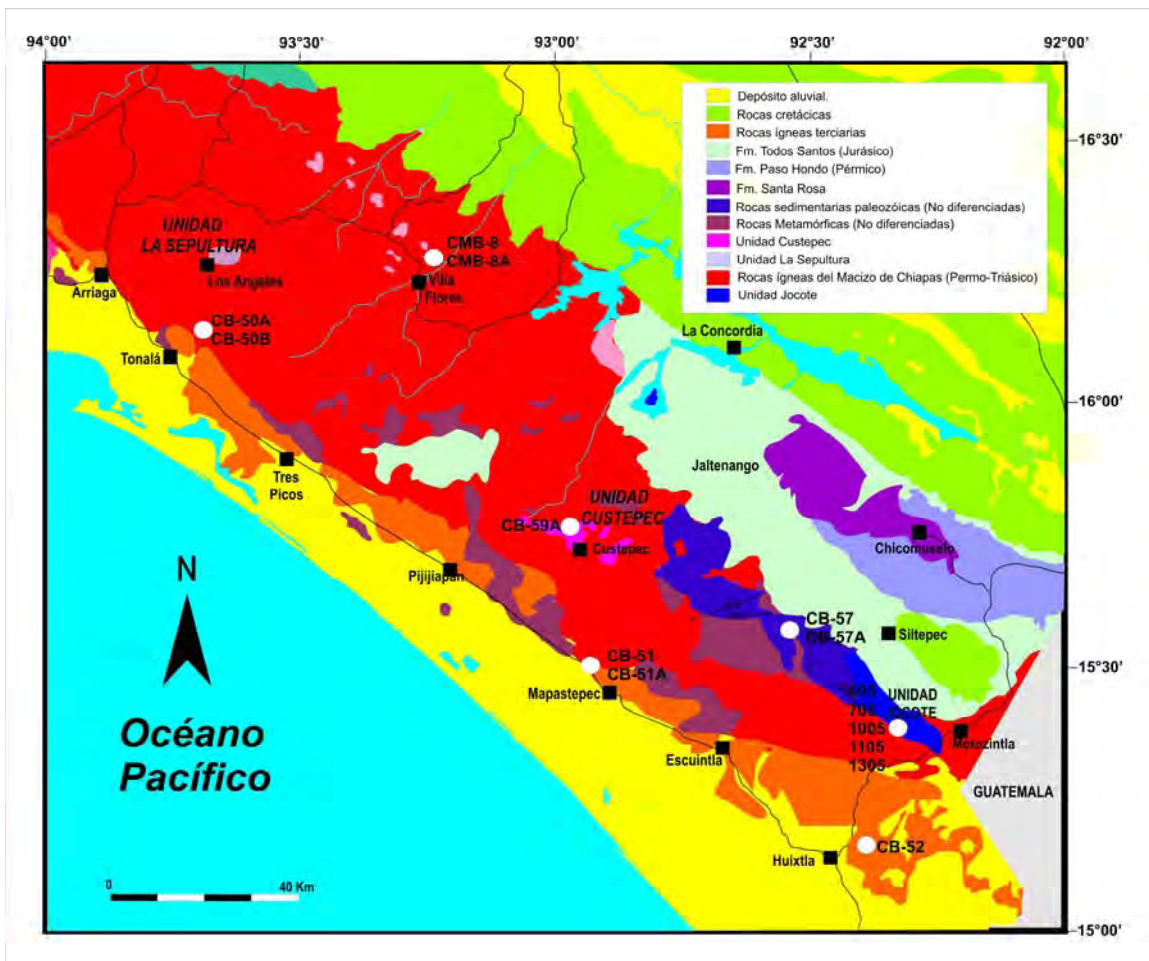 94°00'
93°30'
93°00'
92°30'
92°00'
Depósito aluvial.
Rocas cretácicas
Rocas ígneas terciarias
Fm. Todos Santos (Jurásico)
Fm. Paso Hondo (Pérmico)
Fm. Santa Rosa
Rocas sedimentarias paleozóicas (No diferenciadas)
Rocas Metamórficas (No diferenciadas)
Unidad Custepec
Unidad La Sepultura
Rocas ígneas del Macizo de Chiapas (Permo-Triásico)
Unidad Jocote
16°30'
UNIDAD
LA SEPULTURA
Los Angeles
CMB-8
CMB-8A
Villa
Flores
Arriaga
CB-50A
CB-50B
Tonalá
La Concordia
16°00'
Tres
Picos
Jaltenango
UNIDAD
CUSTEPEC
CB-59A
Custepec
Chicomuselo
Pijijiapan
CB-57
CB-57A
Siltepec
CB-51
CB-51A
15°30'
Mapastepec
UNIDAD
705
1005
1105
1305
Motozintla
Escuintla
GUATEMALA
N
Océano
Pacífico
CB-52
Huixtla
0
40 Km
15°00'